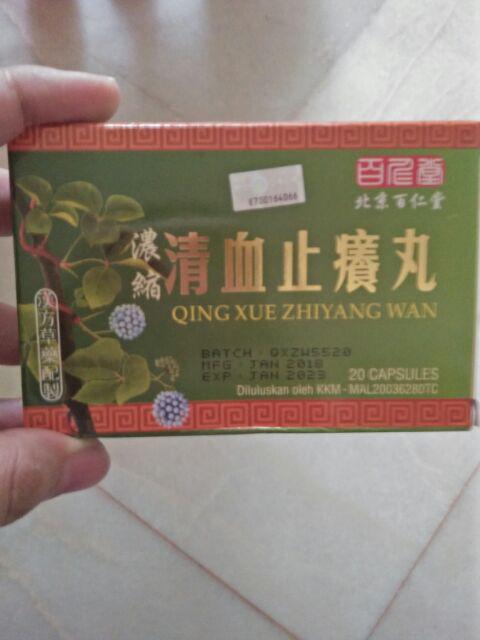 百仁堂
北京百仁堂
E700164066
濃縮
清血止癢丸
QING XUE ZHIYANG WAN
漢方草藥配製
BATCH : QXZW5520
MFG : JAN 2018
EXP : JAN 2023
20 CAPSULES
Diluluskan oleh KKM - MAL20036280TC